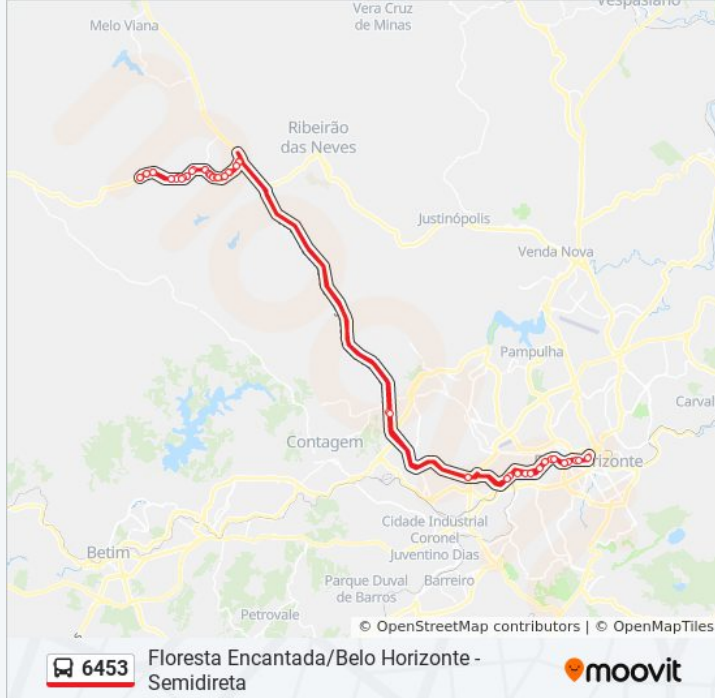 Vespasiano
Melo Viana
Vera Cruz
de Minas
Ribeirão
das Neves
Justinópolis
Venda Nova
Pampulha
Carval
Contagem
Horizonte
Cidade Industrial
Coronel
Juventino Dias
Betim
Parque Duval
de Barros
Barreiro
Petrovale
© OpenStreetMap contributors | © OpenMapTiles
6453
Floresta Encantada/Belo Horizonte -
Semidireta
moovit